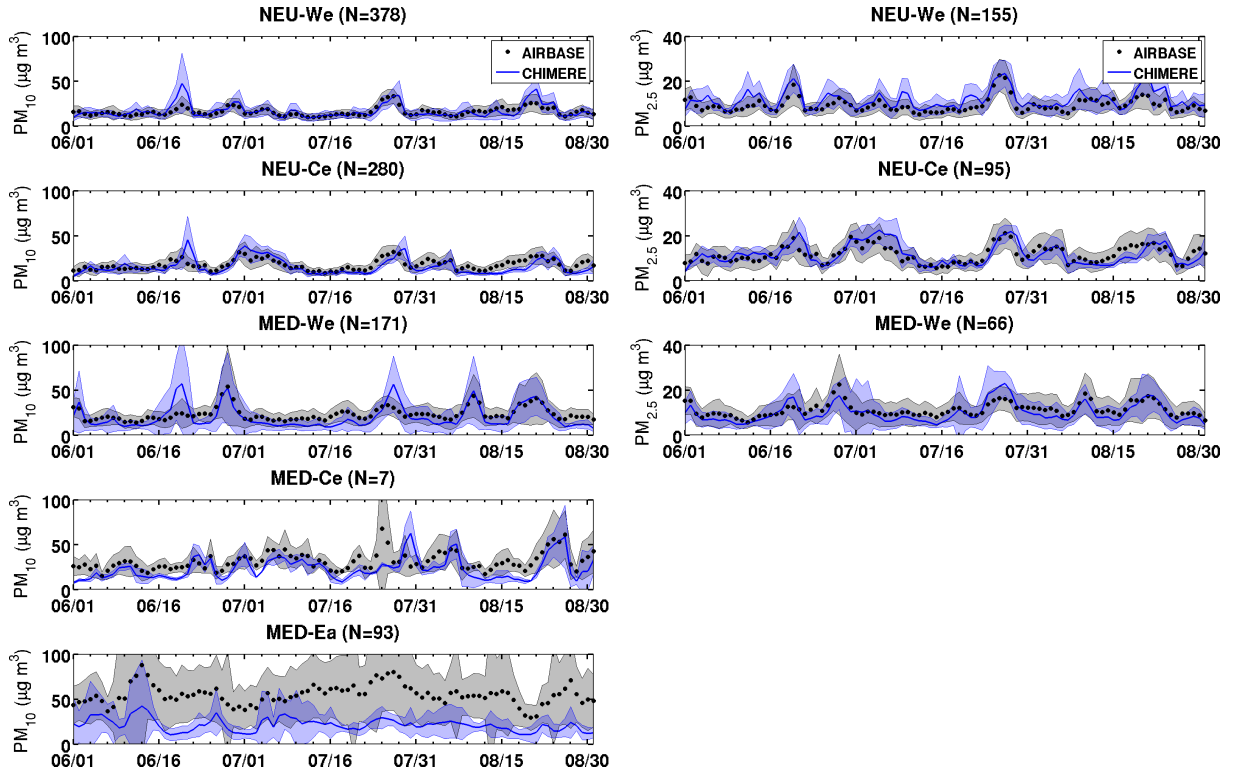 NEU-We (N=378)
PM10 (µg m3)
100
50
0
AIRBASE
CHIMERE
06/01 06/16 07/01 07/16 07/31 08/15 08/30
NEU-We (N=155)
PM2.5 (µg m3)
40
20
0
AIRBASE
CHIMERE
06/01 06/16 07/01 07/16 07/31 08/15 08/30
NEU-Ce (N=280)
PM10 (µg m3)
100
50
0
06/01 06/16 07/01 07/16 07/31 08/15 08/30
NEU-Ce (N=95)
PM2.5 (µg m3)
40
20
0
06/01 06/16 07/01 07/16 07/31 08/15 08/30
MED-We (N=171)
PM10 (µg m3)
100
50
0
06/01 06/16 07/01 07/16 07/31 08/15 08/30
MED-We (N=66)
PM2.5 (µg m3)
40
20
0
06/01 06/16 07/01 07/16 07/31 08/15 08/30
MED-Ce (N=7)
PM10 (µg m3)
100
50
0
06/01 06/16 07/01 07/16 07/31 08/15 08/30
MED-Ea (N=93)
PM10 (µg m3)
100
50
0
06/01 06/16 07/01 07/16 07/31 08/15 08/30